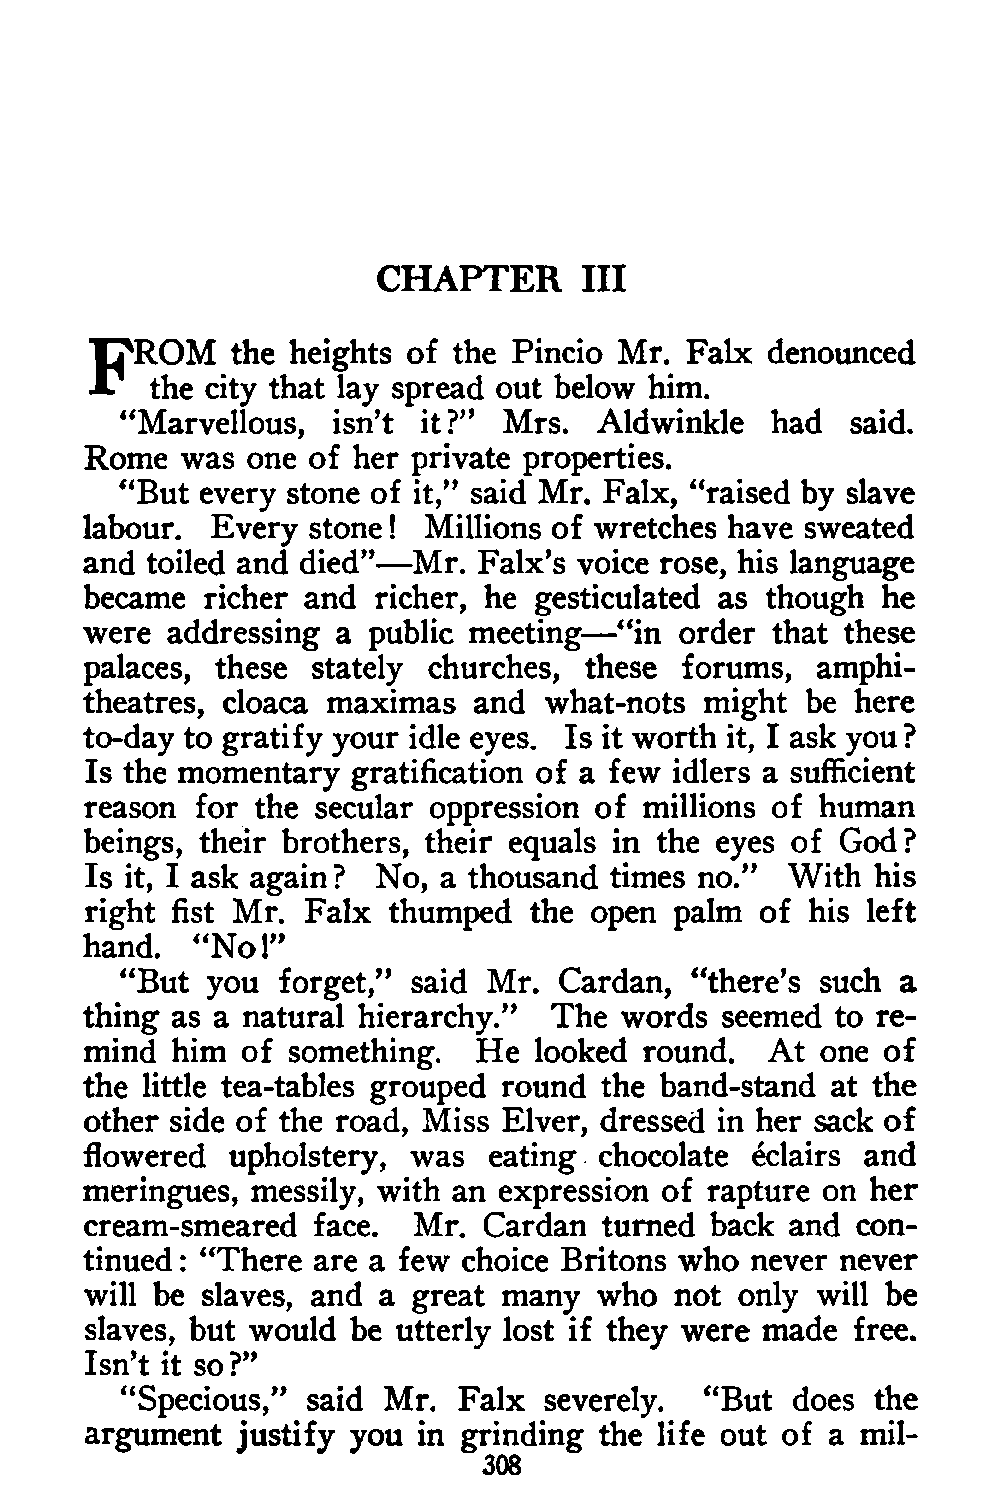 CHAPTER III
FROM the heights of the Pincio Mr. Falx denounced
the city that lay spread out below him.
“Marvellous, isn’t it?” Mrs. Aldwinkle had said.
Rome was one of her private properties.
“But every stone of it,” said Mr. Falx, “raised by slave
labour. Every stone! Millions of wretches have sweated
and toiled and died”—Mr. Falx’s voice rose, his language
became richer and richer, he gesticulated as though he
were addressing a public meeting—“in order that these
palaces, these stately churches, these forums, amphi-
theatres, cloaca maximas and what-nots might be here
to-day to gratify your idle eyes. Is it worth it, I ask you?
Is the momentary gratification of a few idlers a sufficient
reason for the secular oppression of millions of human
beings, their brothers, their equals in the eyes of God?
Is it, I ask again? No, a thousand times no.” With his
right fist Mr. Falx thumped the open palm of his left
hand. “No!”
“But you forget,” said Mr. Cardan, “there’s such a
thing as a natural hierarchy.” The words seemed to re-
mind him of something. He looked round. At one of
the little tea-tables grouped round the band-stand at the
other side of the road, Miss Elver, dressed in her sack of
flowered upholstery, was eating chocolate éclairs and
meringues, messily, with an expression of rapture on her
cream-smeared face. Mr. Cardan turned back and con-
tinued: “There are a few choice Britons who never never
will be slaves, and a great many who not only will be
slaves, but would be utterly lost if they were made free.
Isn’t it so?”
“Specious,” said Mr. Falx severely. “But does the
argument justify you in grinding the life out of a mil-
308